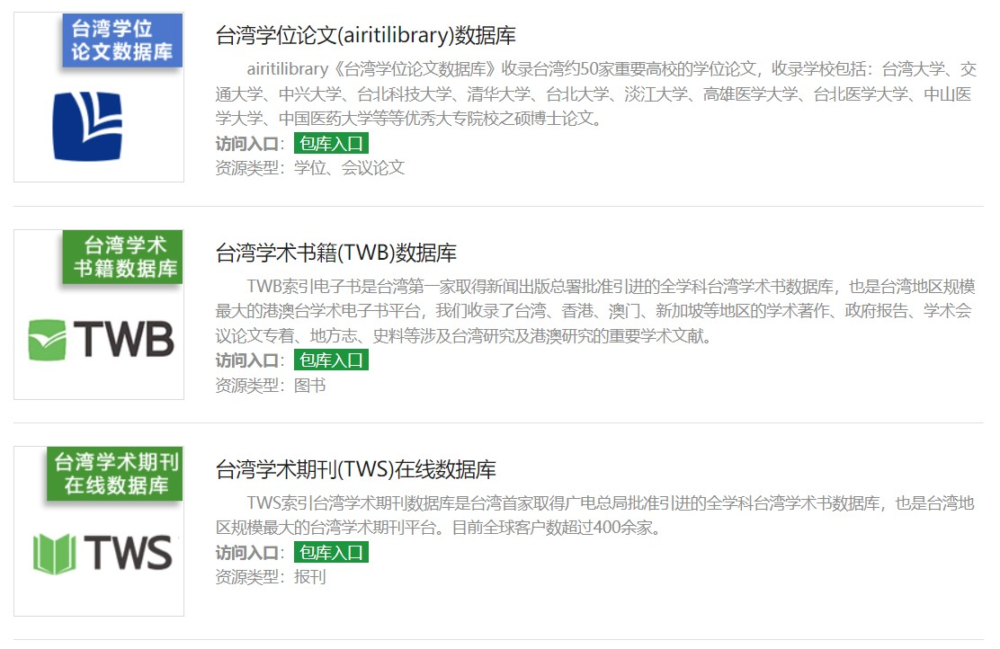 台湾学位
论文数据库
台湾学位论文(airitilibrary)数据库
airitilibrary《台湾学位论文数据库》收录台湾约50家重要高校的学位论文，收录学校包括：台湾大学、交
通大学、中兴大学、台北科技大学、清华大学、台北大学、淡江大学、高雄医学大学、台北医学大学、中山医
学大学、中国医药大学等等优秀大专院校之硕博士论文。
访问入口： 包库入口
资源类型：学位、会议论文
台湾学术
书籍数据库
TWB
台湾学术书籍(TWB)数据库
TWB索引电子书是台湾第一家取得新闻出版总署批准引进的全学科台湾学术书数据库，也是台湾地区规模
最大的港澳台学术电子书平台，我们收录了台湾、香港、澳门、新加坡等地区的学术著作、政府报告、学术会
议论文专着、地方志、史料等涉及台湾研究及港澳研究的重要学术文献。
访问入口： 包库入口
资源类型：图书
台湾学术期刊
在线数据库
TWS
台湾学术期刊(TWS)在线数据库
TWS索引台湾学术期刊数据库是台湾首家取得广电总局批准引进的全学科台湾学术书数据库，也是台湾地
区规模最大的台湾学术期刊平台。目前全球客户数超过400余家。
访问入口： 包库入口
资源类型：报刊